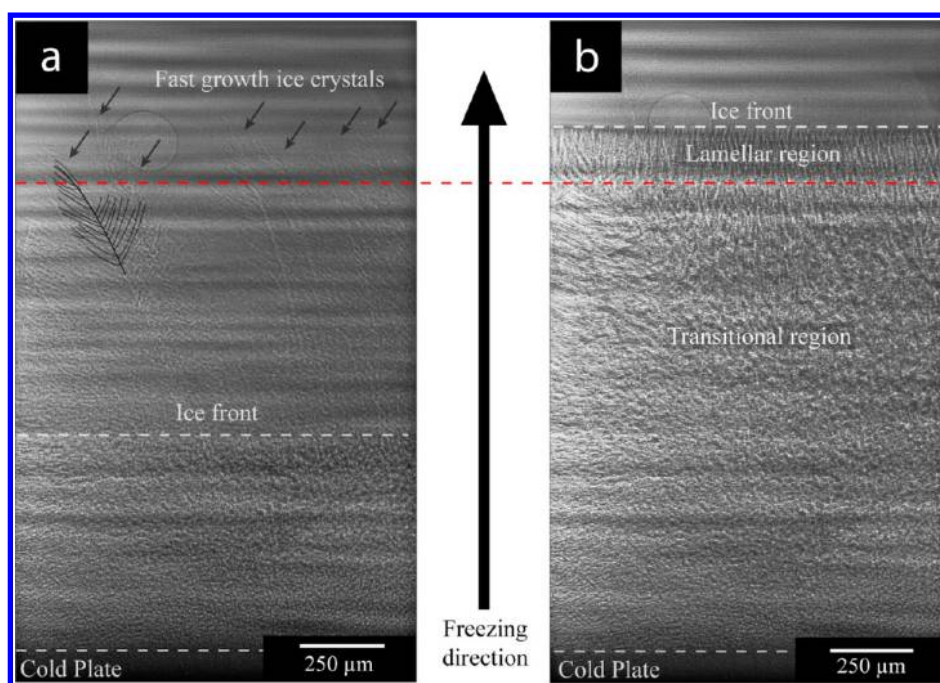 a
Fast growth ice crystals
Ice front
Cold Plate
250 µm
Freezing
direction
b
Ice front
Lamellar region
Transitional region
250 µm
Cold Plate